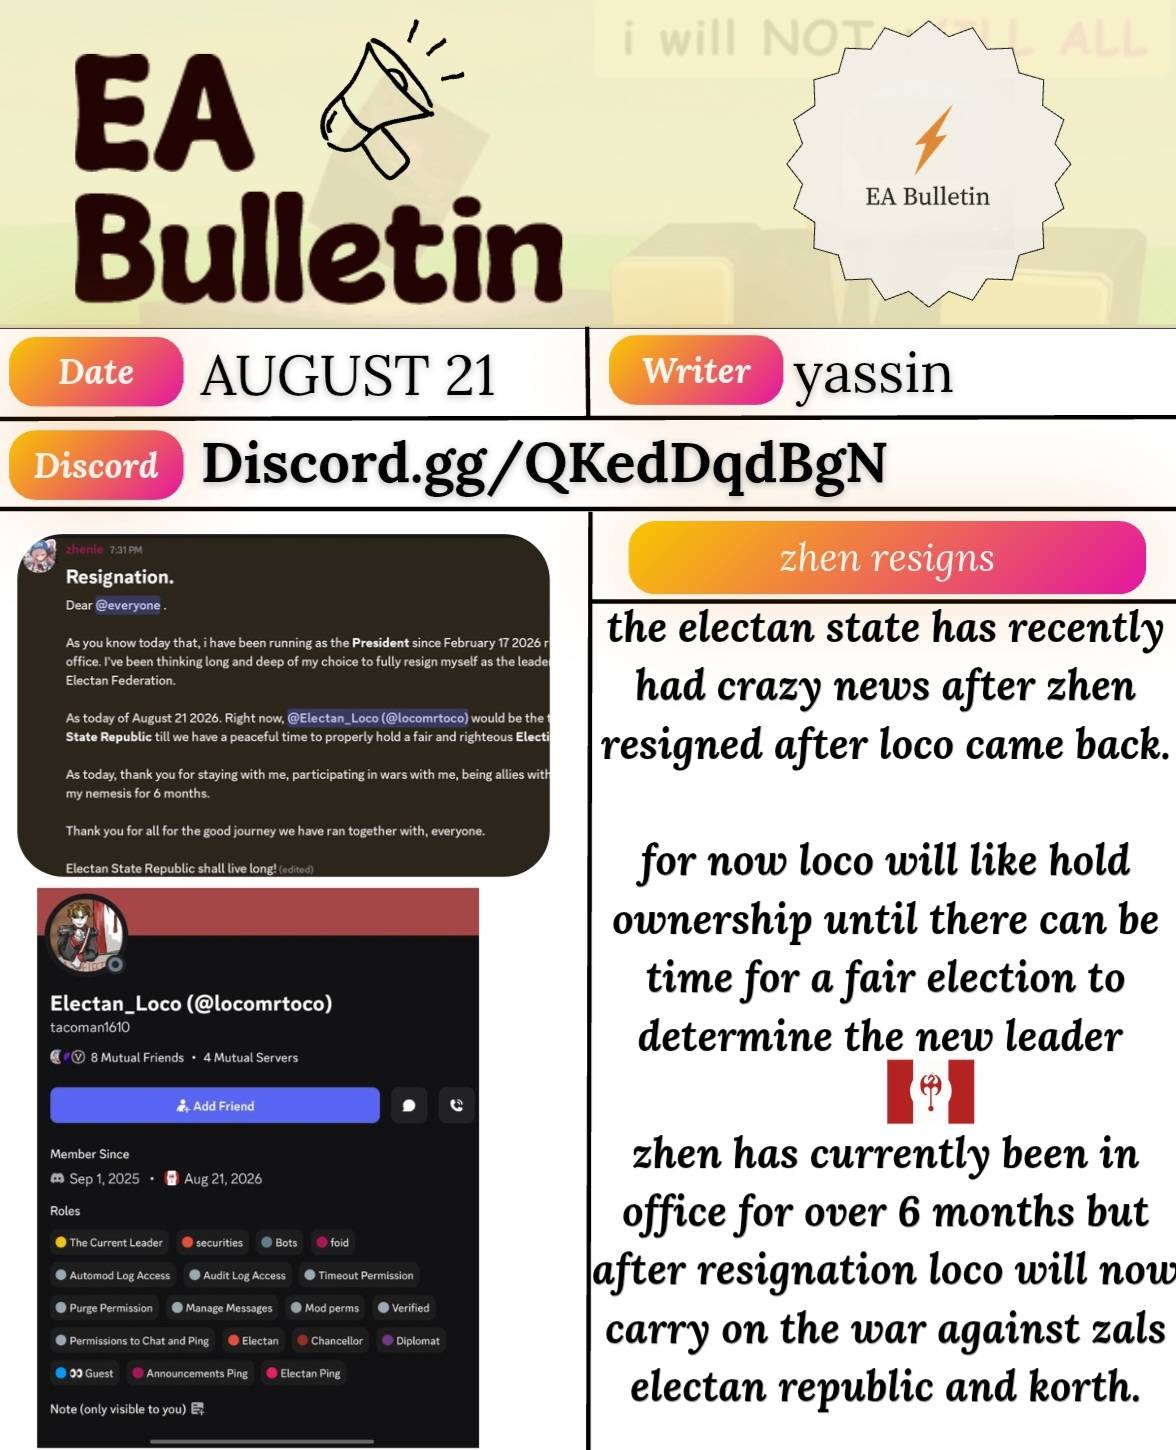 i will NOT KILL ALL
EA
Bulletin
EA Bulletin
Date AUGUST 21
Writer yassin
Discord Discord.gg/QKedDqdBgN
zhenie 7:31 PM
Resignation.
Dear @everyone .
As you know today that, i have been running as the President since February 17 2026 r
office. I've been thinking long and deep of my choice to fully resign myself as the leade
Electan Federation.
As today of August 21 2026. Right now, @Electan_Loco (@locomrtoco) would be the t
State Republic till we have a peaceful time to properly hold a fair and righteous Electi
As today, thank you for staying with me, participating in wars with me, being allies with
my nemesis for 6 months.
Thank you for all for the good journey we have ran together with, everyone.
Electan State Republic shall live long! (edited)
Electan_Loco (@locomrtoco)
tacoman1610
8 Mutual Friends • 4 Mutual Servers
Add Friend
Member Since
Sep 1, 2025 • Aug 21, 2026
Roles
The Current Leader securities Bots foid
Automod Log Access Audit Log Access Timeout Permission
Purge Permission Manage Messages Mod perms Verified
Permissions to Chat and Ping Electan Chancellor Diplomat
👀 Guest Announcements Ping Electan Ping
Note (only visible to you)
zhen resigns
the electan state has recently
had crazy news after zhen
resigned after loco came back.
for now loco will like hold
ownership until there can be
time for a fair election to
determine the new leader
zhen has currently been in
office for over 6 months but
after resignation loco will now
carry on the war against zals
electan republic and korth.